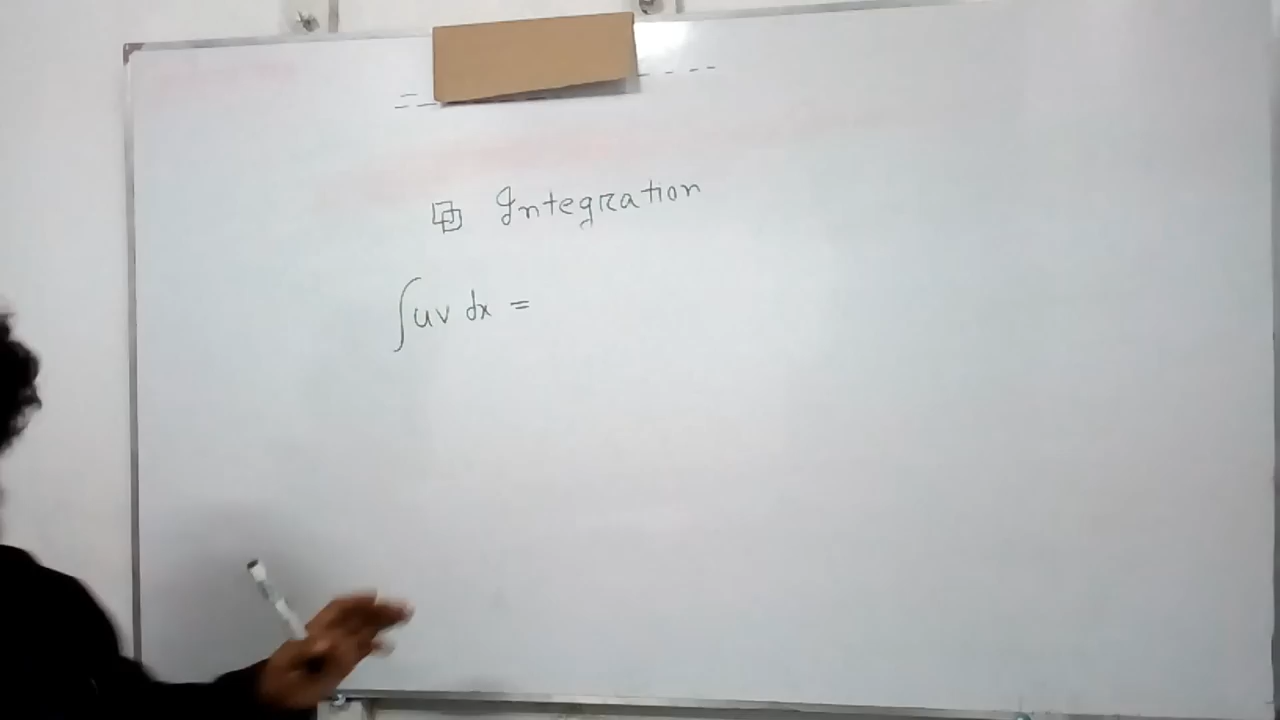 Integration
∫uv dx =